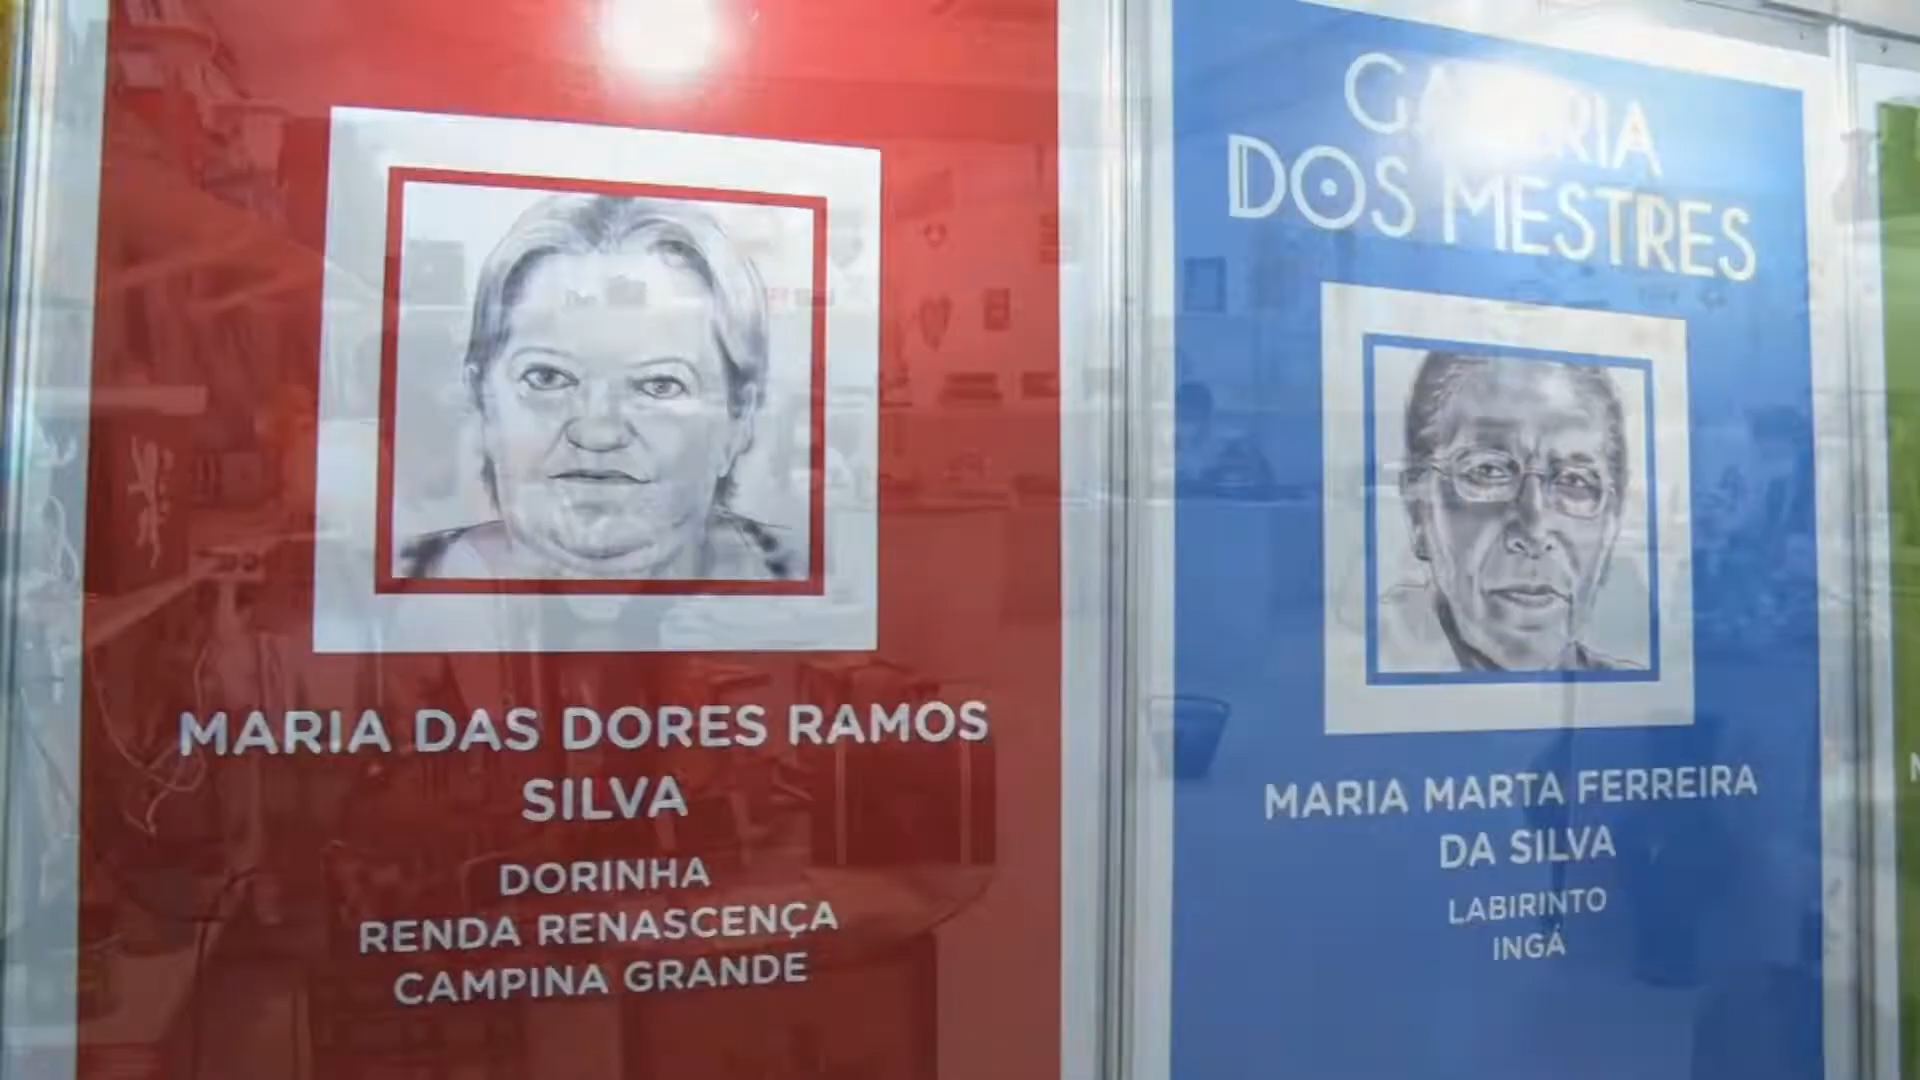 MARIA DAS DORES RAMOS
SILVA
DORINHA
RENDA RENASCENÇA
CAMPINA GRANDE
GALERIA
DOS MESTRES
MARIA MARTA FERREIRA
DA SILVA
LABIRINTO
INGÁ